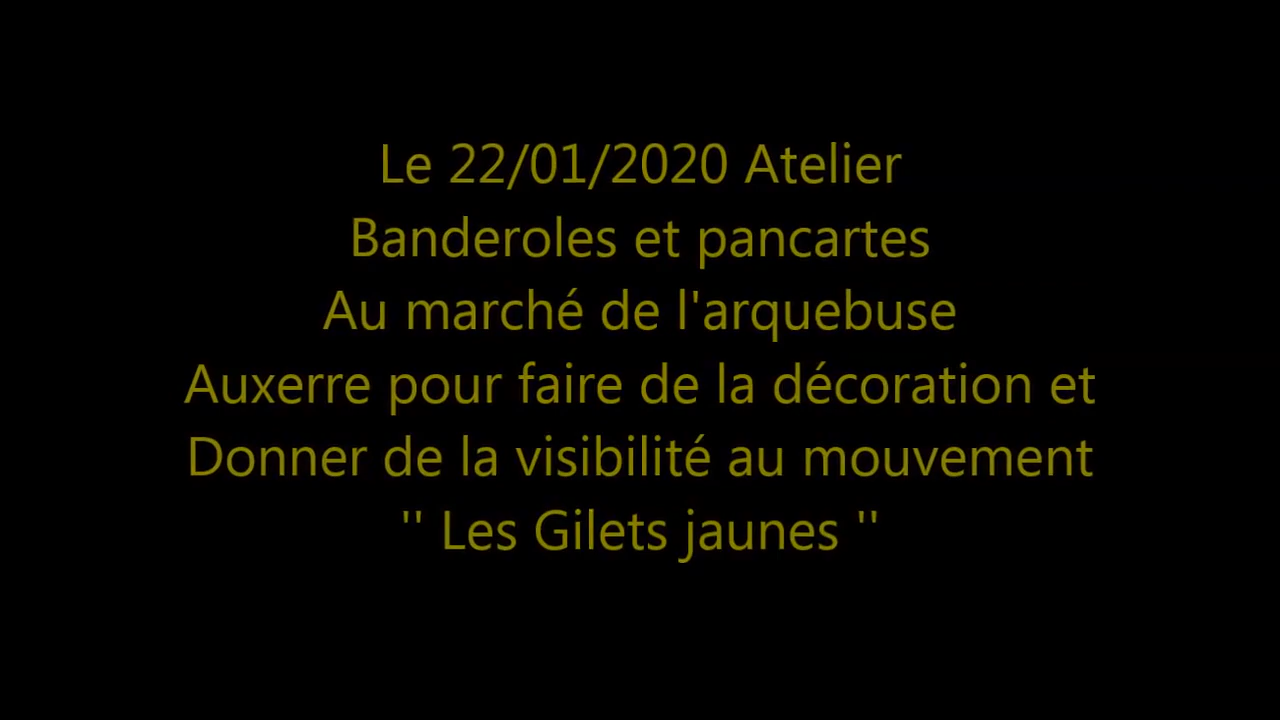 Le 22/01/2020 Atelier
Banderoles et pancartes
Au marché de l'arquebuse
Auxerre pour faire de la décoration et
Donner de la visibilité au mouvement
'' Les Gilets jaunes ''